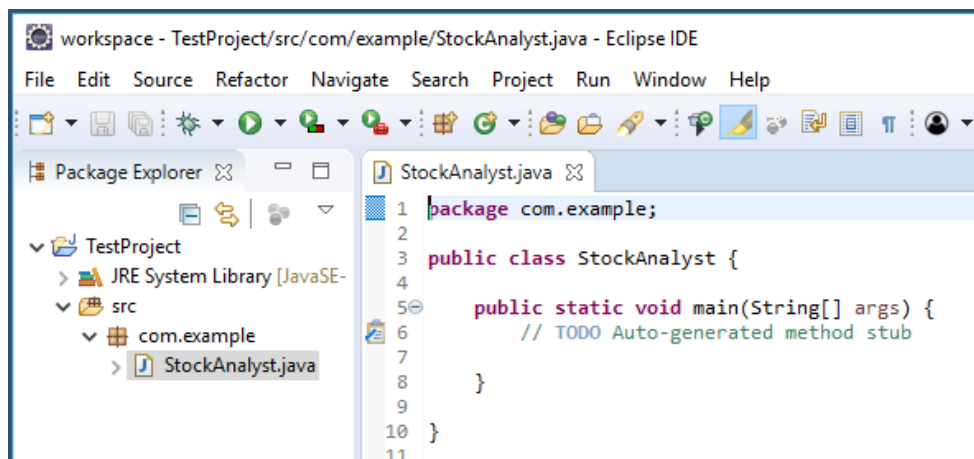 workspace - TestProject/src/com/example/StockAnalyst.java - Eclipse IDE
File Edit Source Refactor Navigate Search Project Run Window Help
Package Explorer
TestProject
JRE System Library [JavaSE-
src
com.example
StockAnalyst.java
StockAnalyst.java
1 package com.example;
2
3 public class StockAnalyst {
4
5 public static void main(String[] args) {
6 // TODO Auto-generated method stub
7
8 }
9
10 }
11